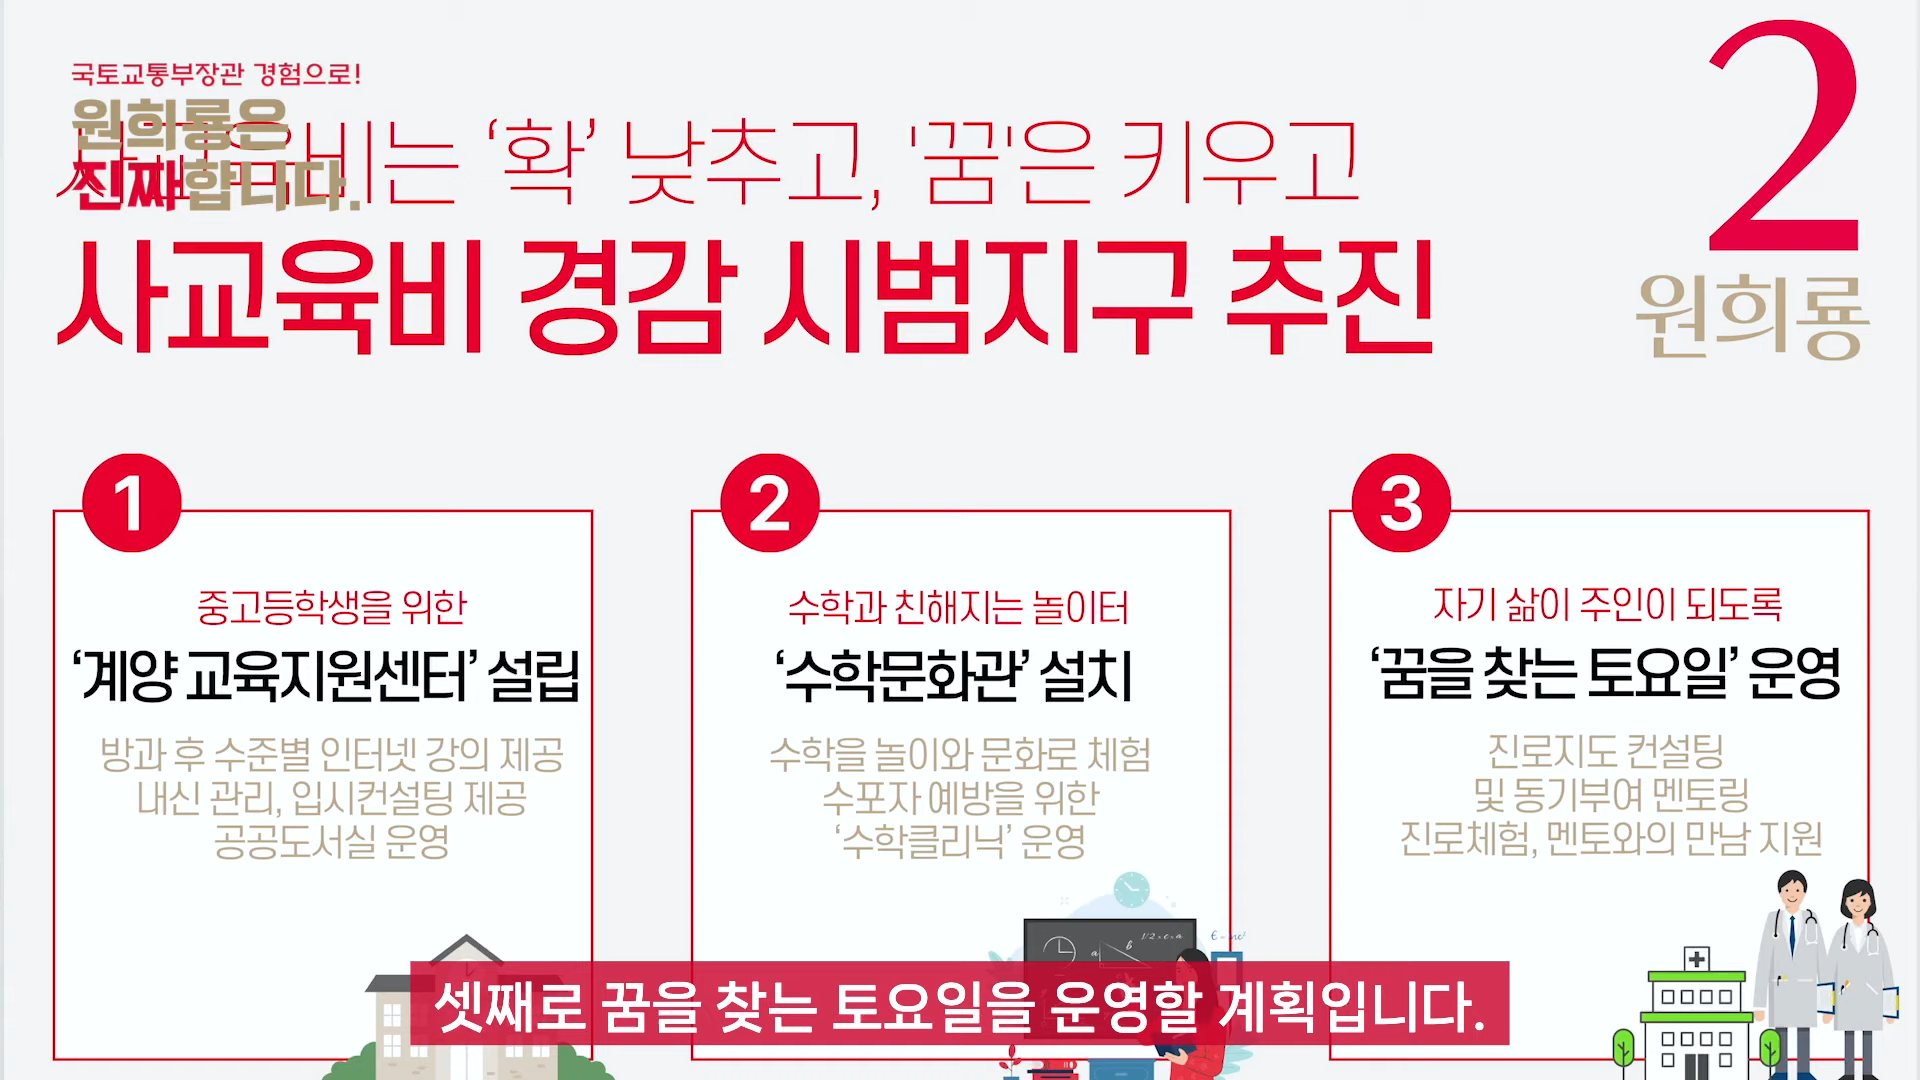 국토교통부장관 경험으로!
원희룡은
진짜합니다.
사교육비는 ‘확’ 낮추고, '꿈'은 키우고
사교육비 경감 시범지구 추진
2
원희룡
1
중고등학생을 위한
‘계양 교육지원센터’ 설립
방과 후 수준별 인터넷 강의 제공
내신 관리, 입시컨설팅 제공
공공도서실 운영
2
수학과 친해지는 놀이터
‘수학문화관’ 설치
수학을 놀이와 문화로 체험
수포자 예방을 위한
‘수학클리닉’ 운영
3
자기 삶이 주인이 되도록
‘꿈을 찾는 토요일’ 운영
진로지도 컨설팅
및 동기부여 멘토링
진로체험, 멘토와의 만남 지원
셋째로 꿈을 찾는 토요일을 운영할 계획입니다.